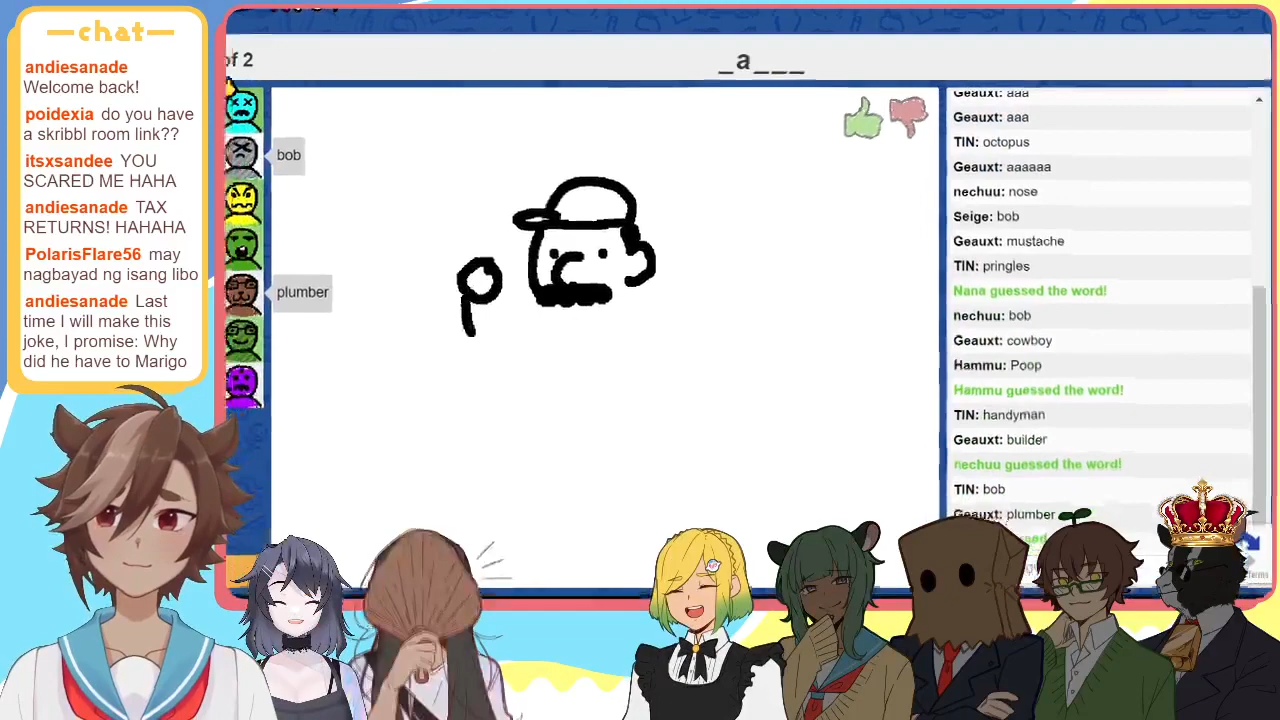 chat
andiesanade
Welcome back!
poidexia do you have
a skribbl room link??
itsxsandee YOU
SCARED ME HAHA
andiesanade TAX
RETURNS! HAHAHA
PolarisFlare56 may
nagbayad ng isang libo
andiesanade Last
time I will make this
joke, I promise: Why
did he have to Marigo
of 2
_a___
bob
plumber
Geauxt: aaa
Geauxt: aaa
TIN: octopus
Geauxt: aaaaaa
nechuu: nose
Seige: bob
Geauxt: mustache
TIN: pringles
Nana guessed the word!
nechuu: bob
Geauxt: cowboy
Hammu: Poop
Hammu guessed the word!
TIN: handyman
Geauxt: builder
nechuu guessed the word!
TIN: bob
Geauxt: plumber